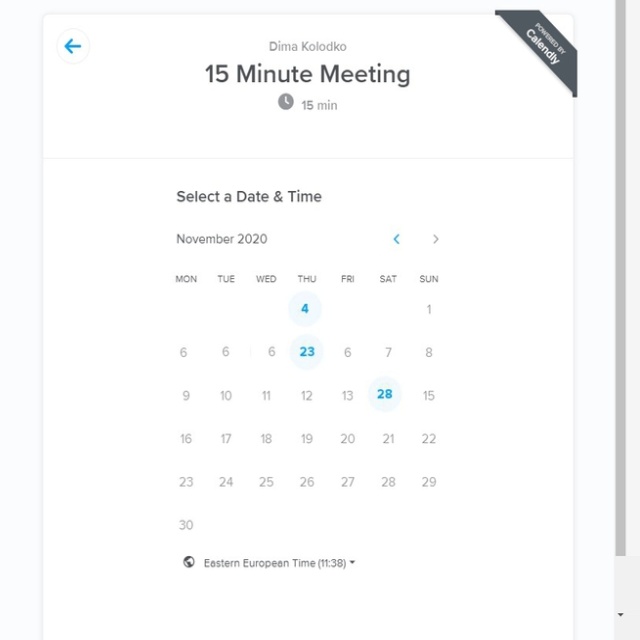 Dima Kolodko
POWERED BY
Calendly
15 Minute Meeting
15 min
Select a Date & Time
November 2020
MON TUE WED THU FRI SAT SUN
4 1
6 6 6 23 6 7 8
9 10 11 12 13 28 15
16 17 18 19 20 21 22
23 24 25 26 27 28 29
30
Eastern European Time (11:38)